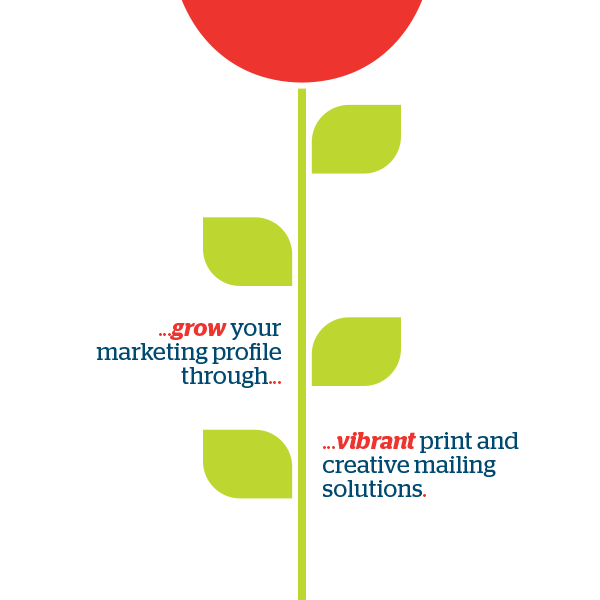 ...grow your
marketing profile
through...
...vibrant print and
creative mailing
solutions.